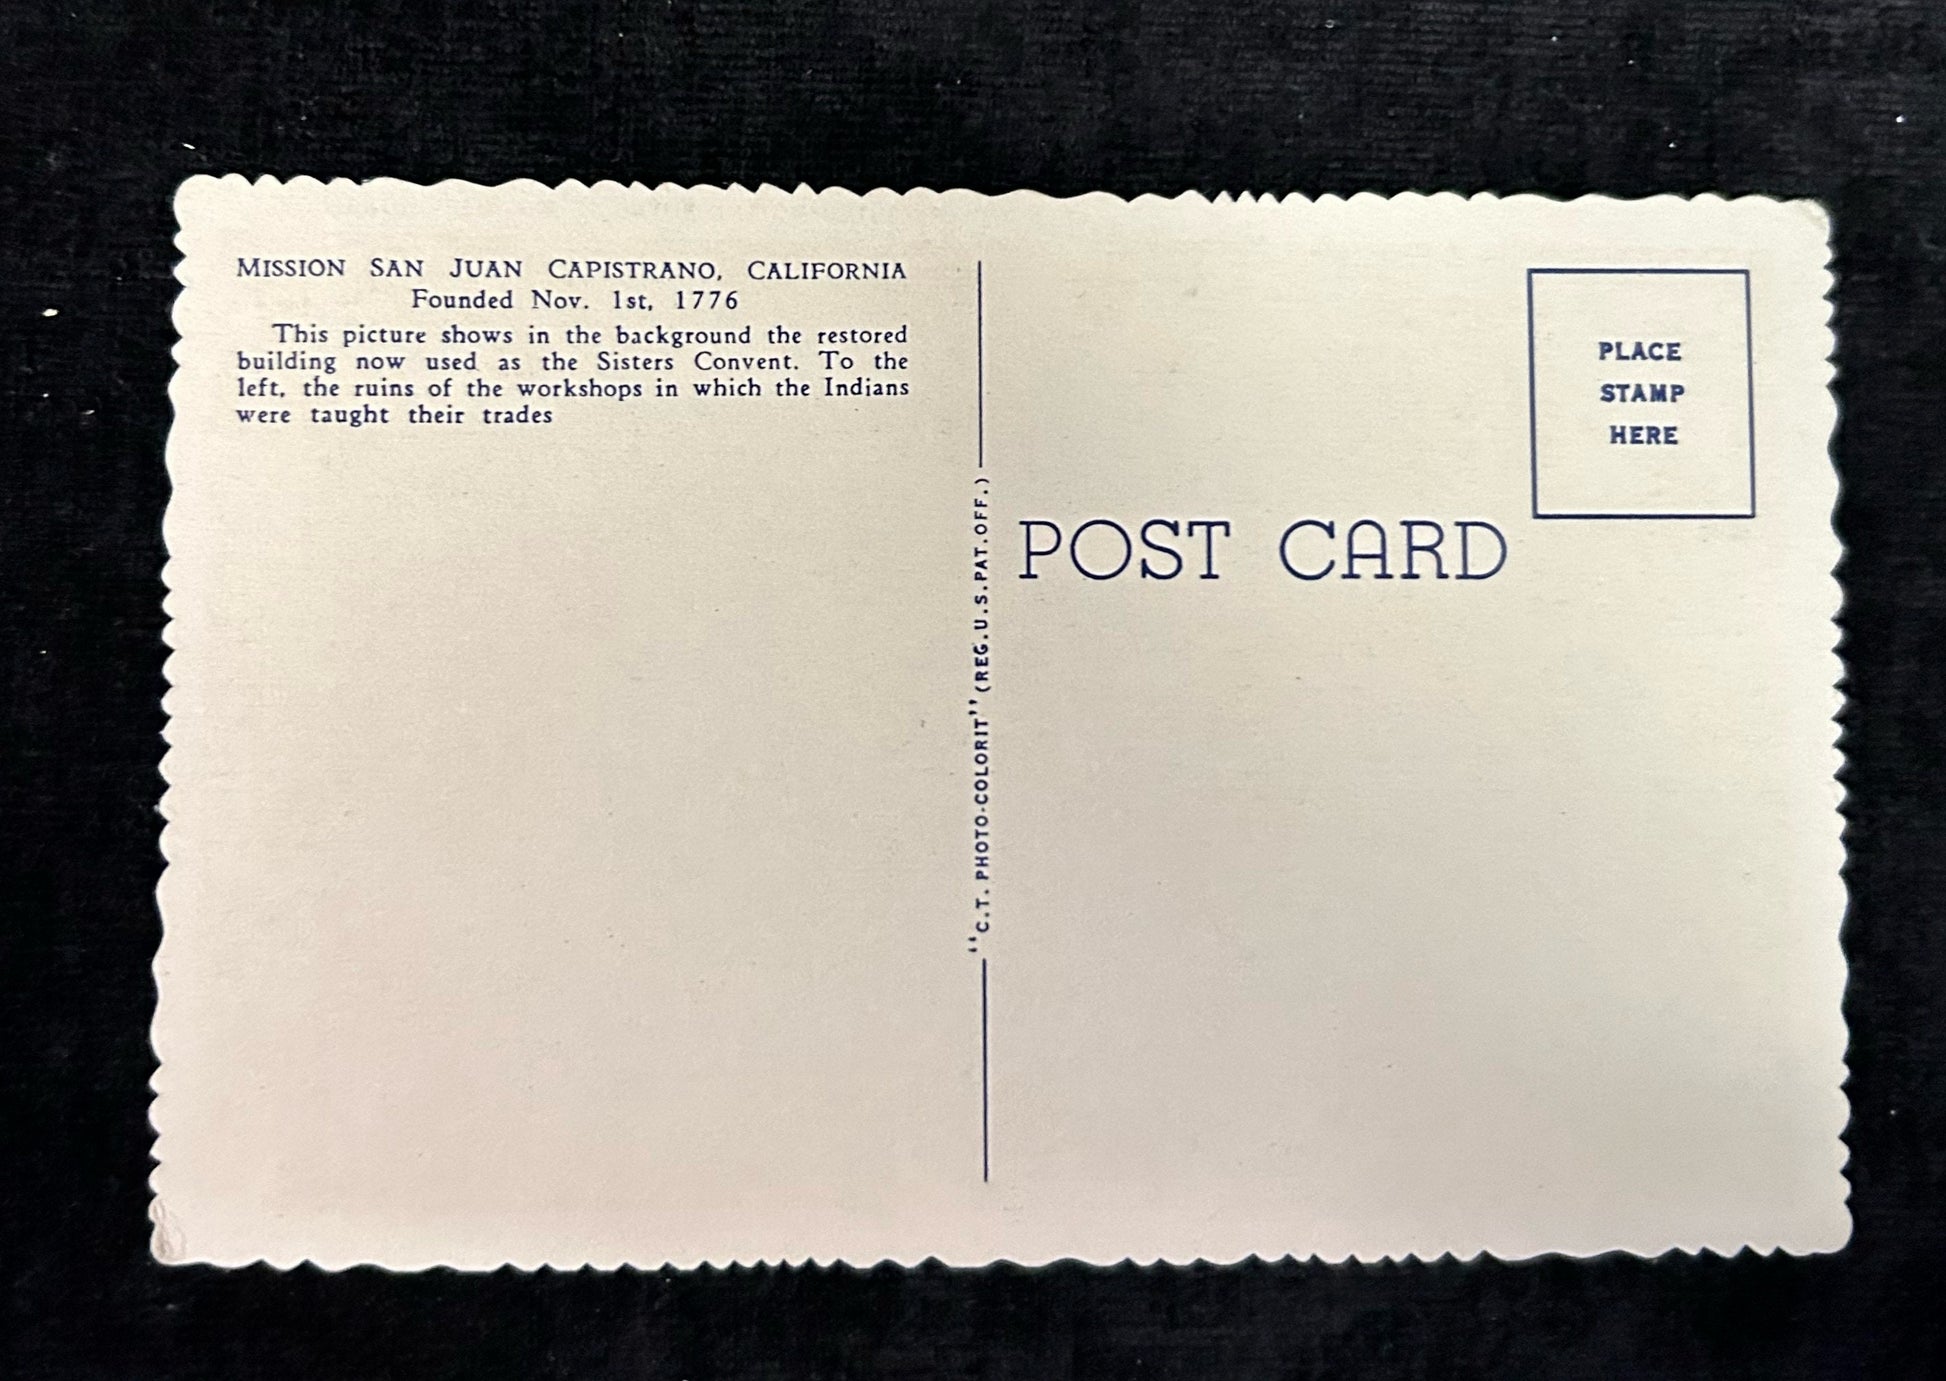 MISSION SAN JUAN CAPISTRANO, CALIFORNIA
Founded Nov. 1st, 1776
This picture shows in the background the restored
building now used as the Sisters Convent. To the
left, the ruins of the workshops in which the Indians
were taught their trades
"C.T. PHOTO-COLORIT" (REG.U.S.PAT.OFF.)
POST CARD
PLACE
STAMP
HERE